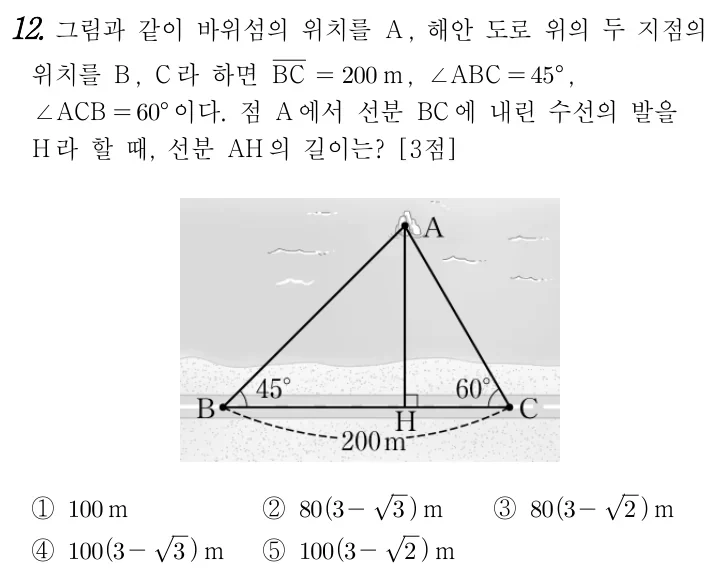 12. 그림과 같이 바위섬의 위치를 A, 해안 도로 위의 두 지점의
위치를 B, C라 하면 \overline{BC} = 200 m, ∠ABC = 45°,
∠ACB = 60°이다. 점 A에서 선분 BC에 내린 수선의 발을
H라 할 때, 선분 AH의 길이는? [3점]
A
45°
60°
B
H
C
200 m
① 100 m ② 80(3−√3) m ③ 80(3−√2) m
④ 100(3−√3) m ⑤ 100(3−√2) m